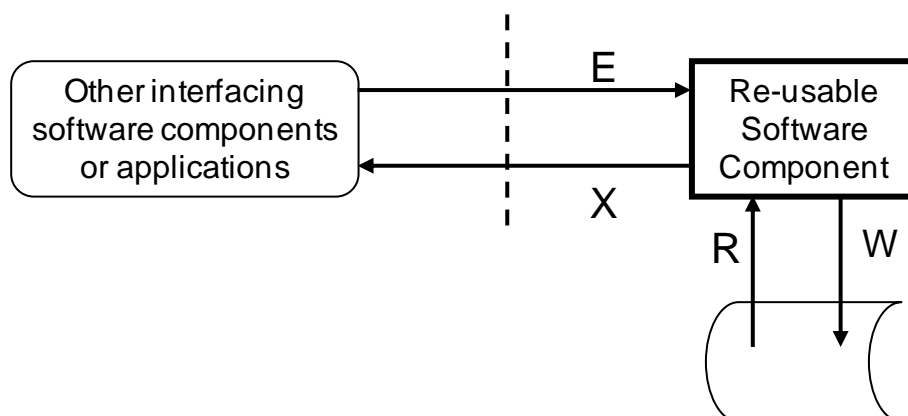 Other interfacing
software components
or applications
E
X
Re-usable
Software
Component
R
W